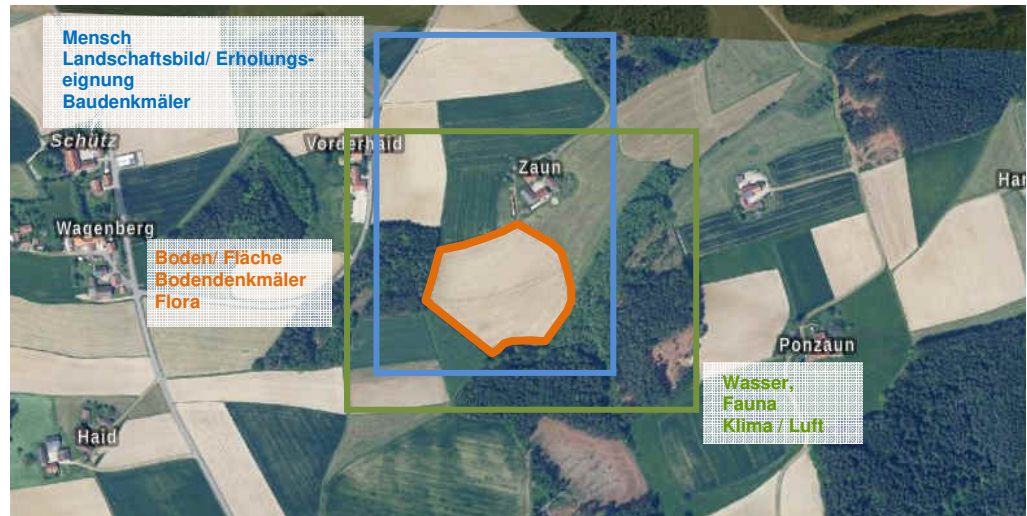 Mensch
Landschaftsbild/ Erholungs-
eignung
Baudenkmäler
Schütz
Vorderhaid
Zaun
Har
Wagenberg
Boden/ Fläche
Bodendenkmäler
Flora
Ponzaun
Wasser,
Fauna
Klima / Luft
Haid